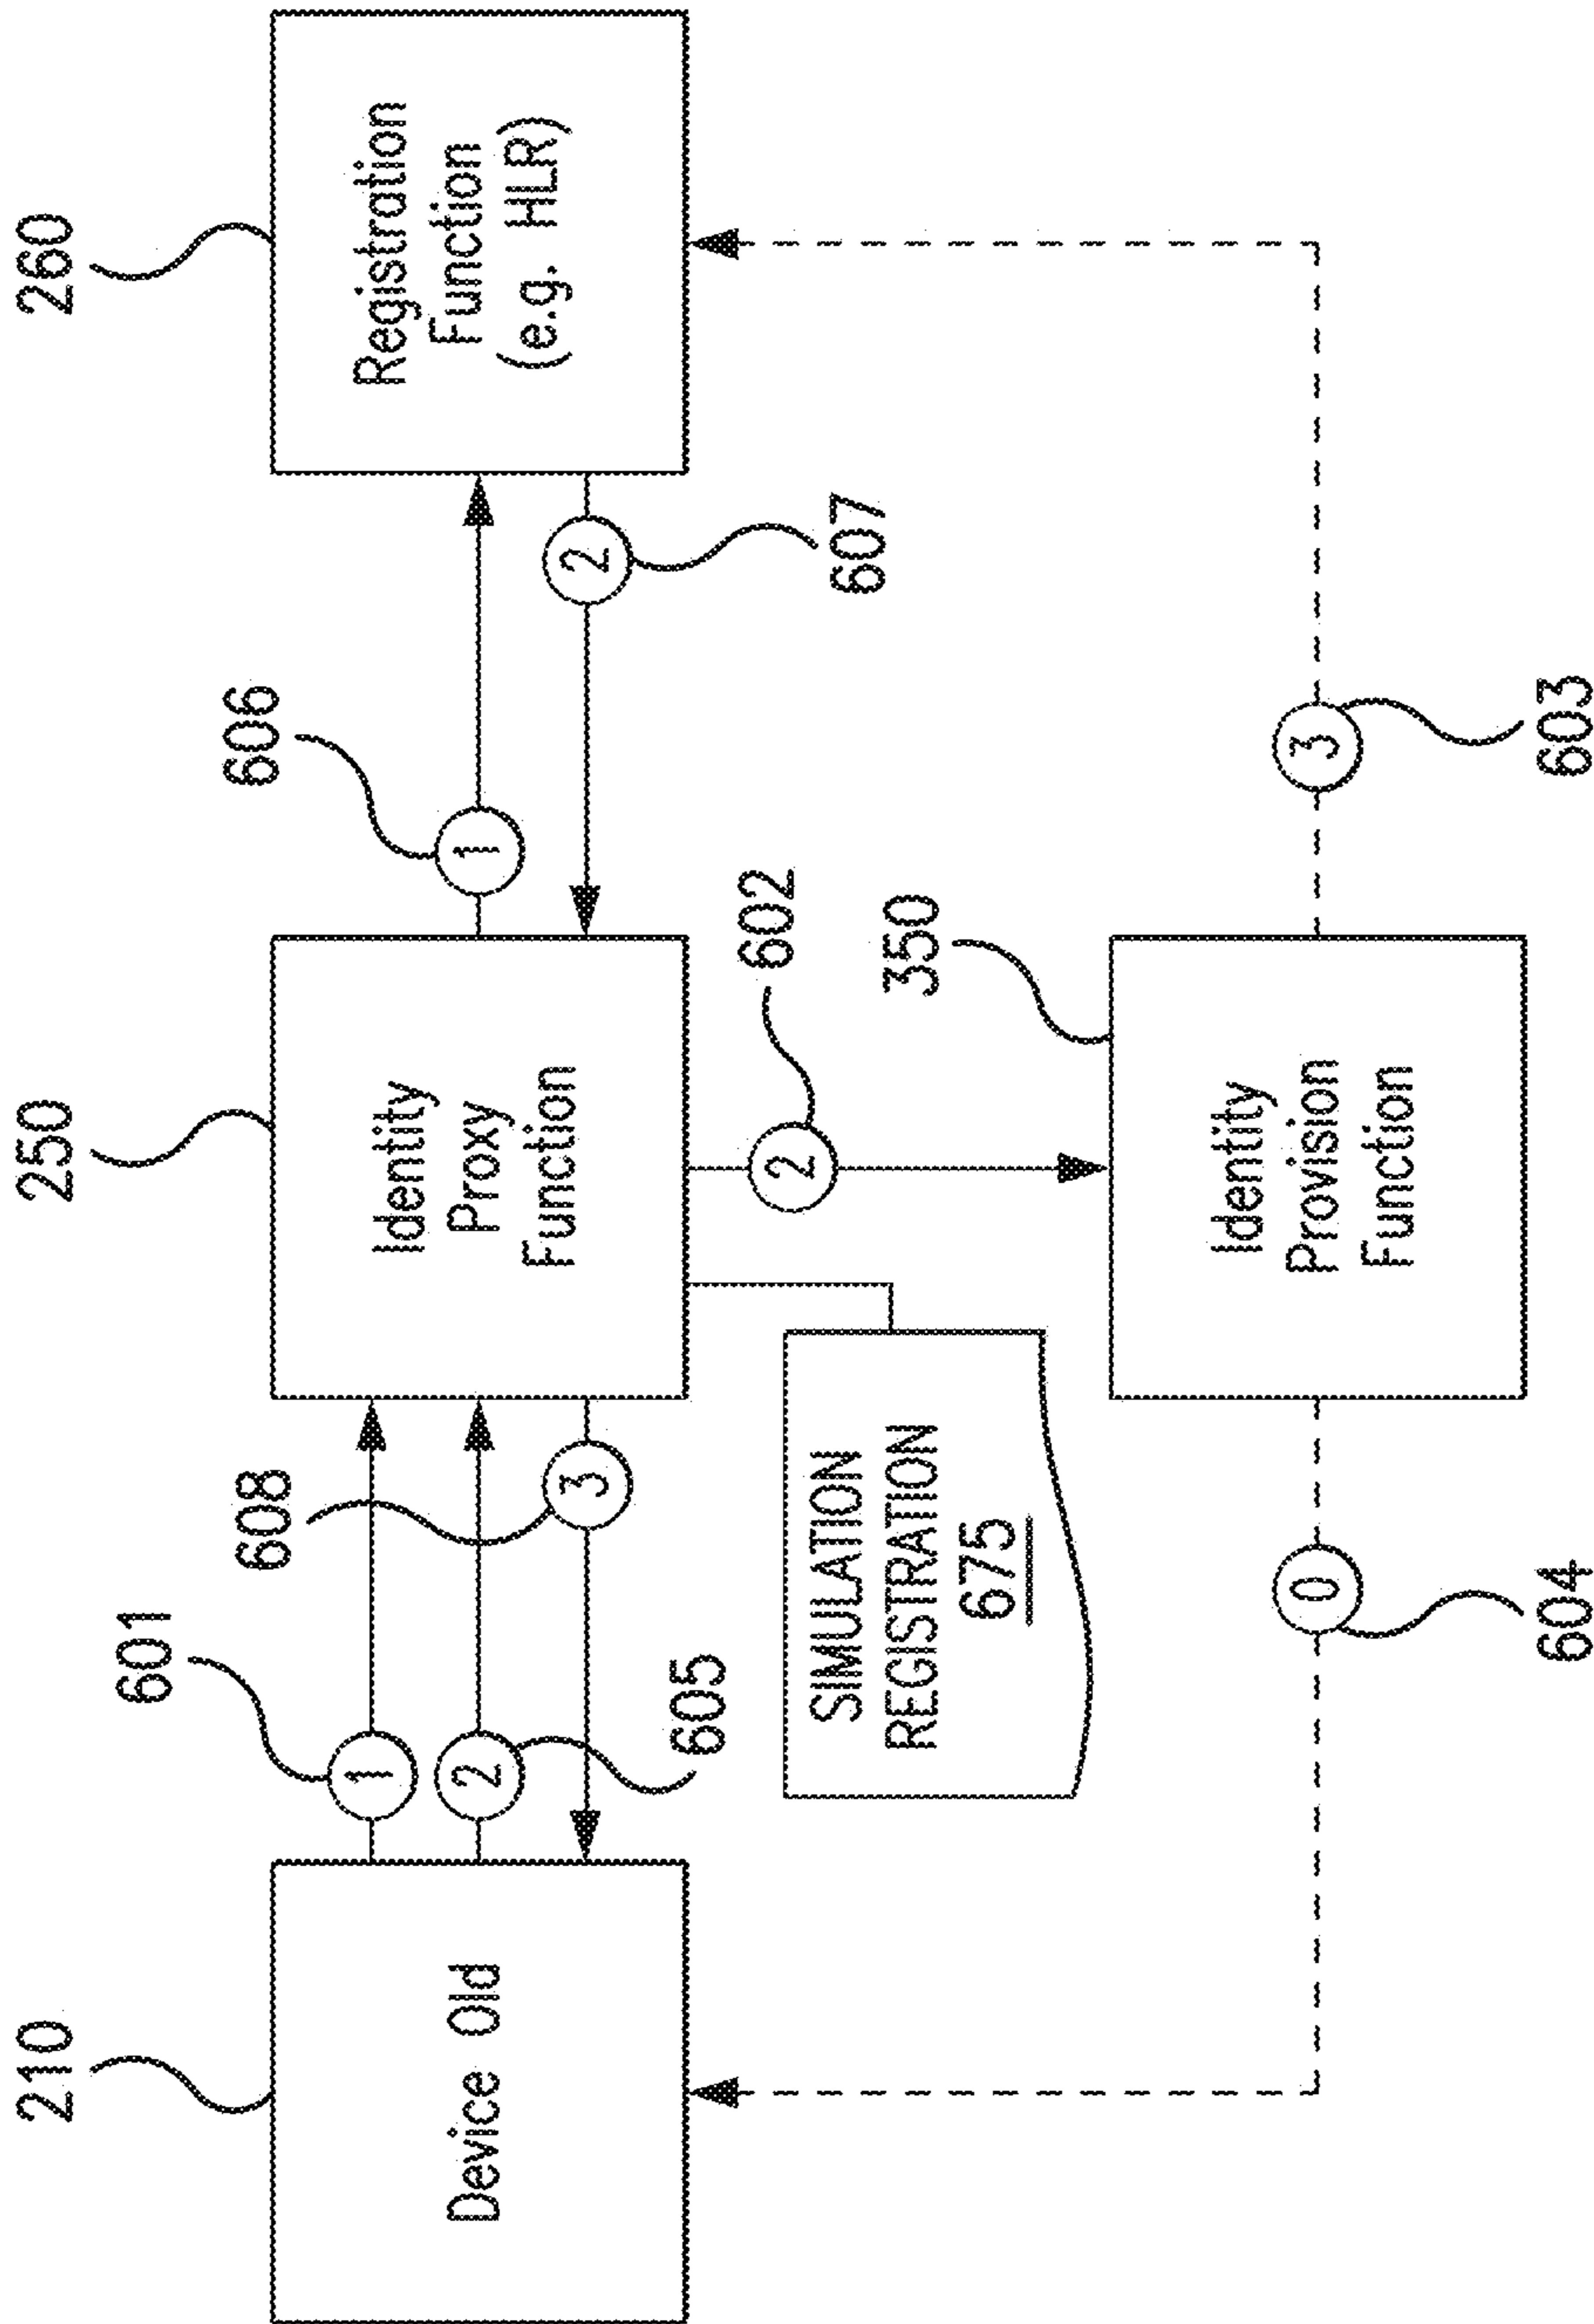 210
Device Old
601
1
2
605
608
3
250
Identity
Proxy
Function
606
1
2
607
260
Registration
Function
(e.g. HLR)
2
602
SIMULATION
REGISTRATION
675
350
Identity
Provision
Function
0
604
3
603